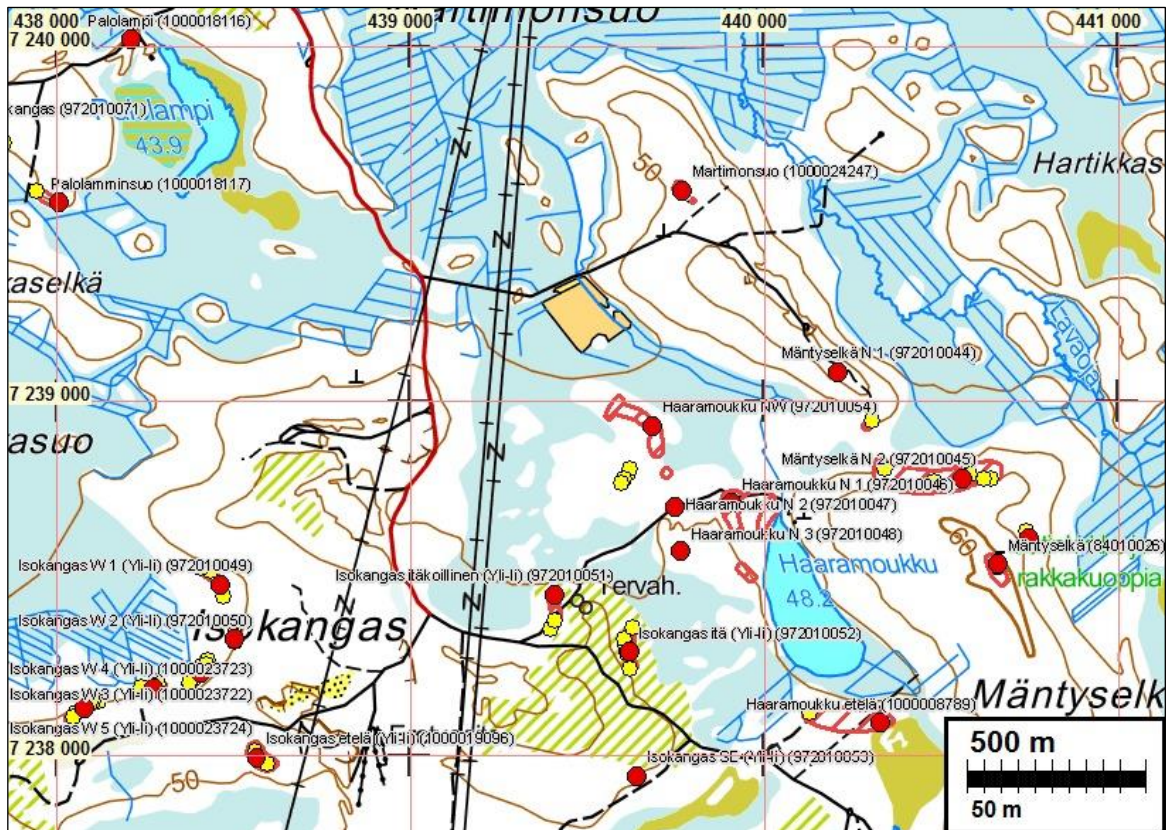 438 000
439 000
440 000
441 000
7 240 000
Palolampi (1000018116)
Martimonsuo
kangas (972010071)
43.9
50
Martimonsuo (1000024247)
Hartikkas
Palolamminsuo (1000018117)
raselkä
Lavaoja
Mäntyselkä N 1 (972010044)
7 239 000
Haaramoukku NW (972010054)
asuo
Mäntyselkä N 2 (972010045)
Haaramoukku N 1 (972010046)
Haaramoukku N 2 (972010047)
Haaramoukku N 3 (972010048)
60
Mäntyselkä (84010026)
Isokangas W 1 (Yli-Ii) (972010049)
Isokangas itäkoillinen (Yli-Ii) (972010051)
Haaramoukku
48.2
rakkakuoppia
Tervah.
Isokangas W 2 (Yli-Ii) (972010050)
Isokangas
Isokangas itä (Yli-Ii) (972010052)
Isokangas W 4 (Yli-Ii) (1000023723)
Isokangas W 3 (Yli-Ii) (1000023722)
Mäntyselk
Haaramoukku etelä (1000008789)
Isokangas W 5 (Yli-Ii) (1000023724)
Isokangas etelä (Yli-Ii) (1000019096)
7 238 000
50
Isokangas SE (Yli-Ii) (972010053)
500 m
50 m